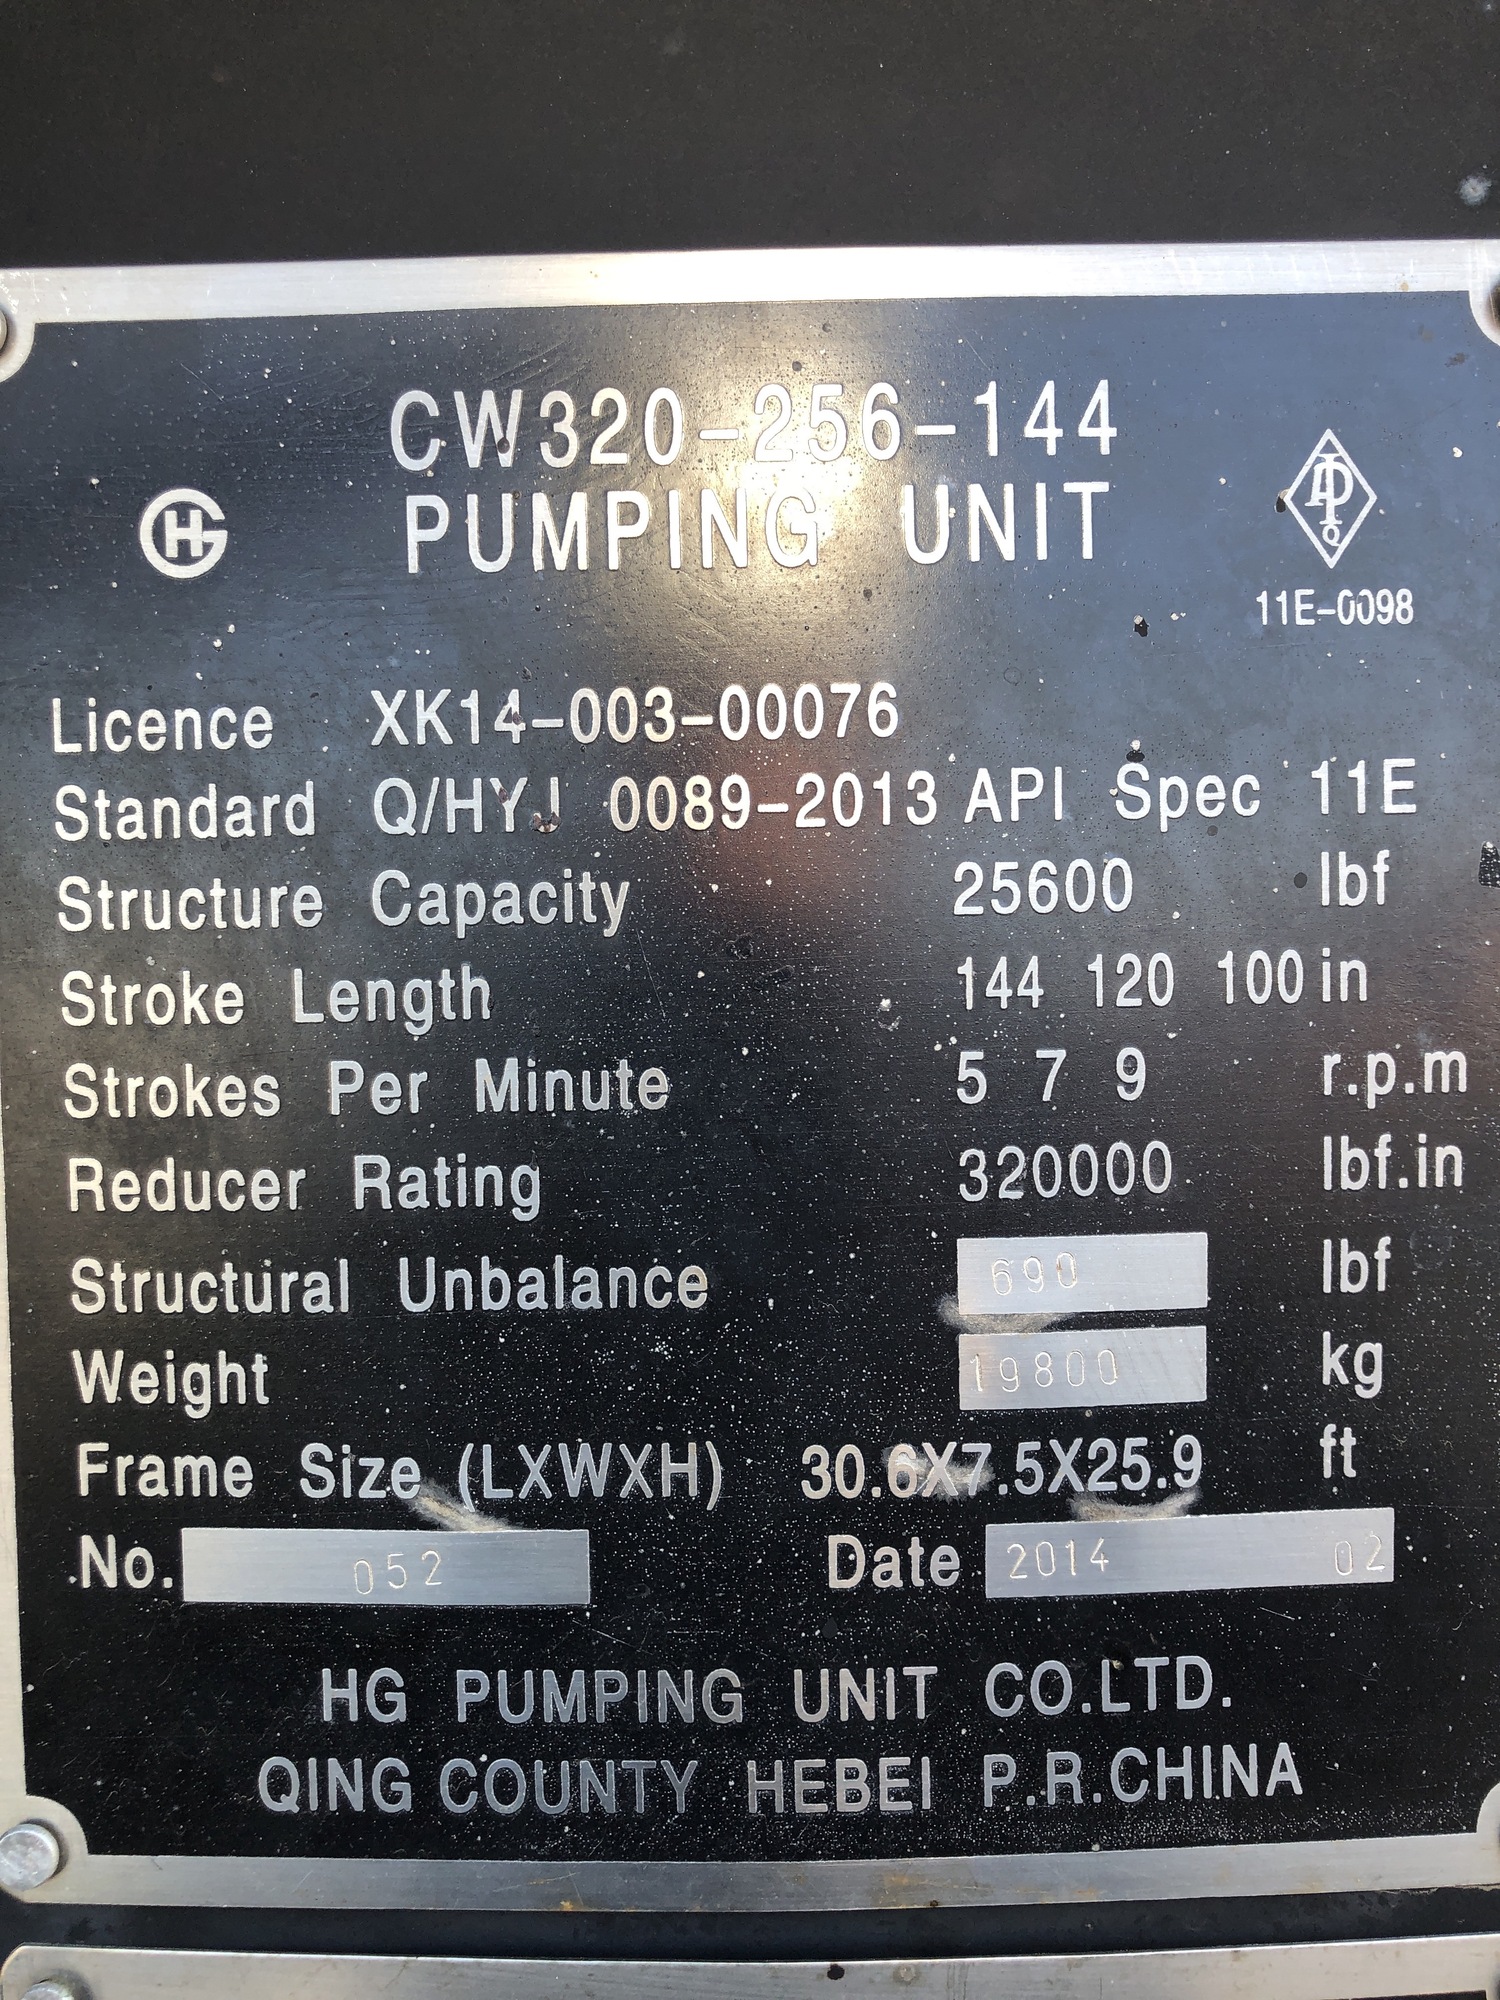 CW320-256-144
PUMPING UNIT
HG
API
Q
11E-0098
Licence XK14-003-00076
Standard Q/HYJ 0089-2013 API Spec 11E
Structure Capacity 25600 lbf
Stroke Length 144 120 100 in
Strokes Per Minute 5 7 9 r.p.m
Reducer Rating 320000 lbf.in
Structural Unbalance 690 lbf
Weight 19800 kg
Frame Size (LXWXH) 30.6X7.5X25.9 ft
No. 052 Date 2014 02
HG PUMPING UNIT CO.LTD.
QING COUNTY HEBEI P.R.CHINA